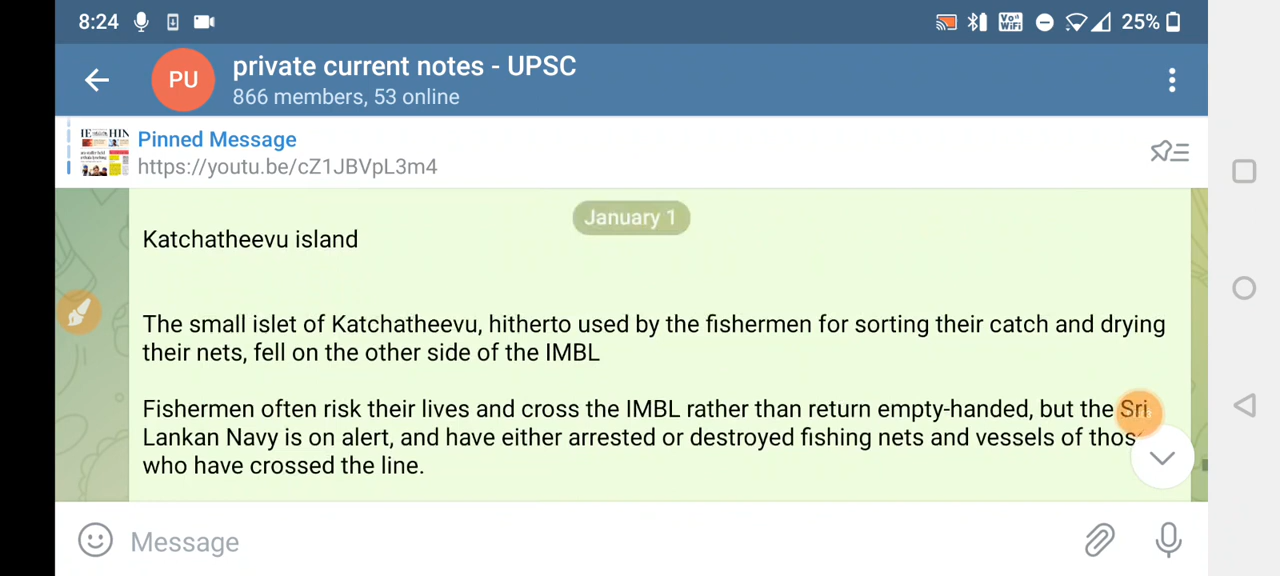 8:24 Vo WiFi 25%
PU private current notes - UPSC
866 members, 53 online
Pinned Message
https://youtu.be/cZ1JBVpL3m4
January 1
Katchatheevu island
The small islet of Katchatheevu, hitherto used by the fishermen for sorting their catch and drying
their nets, fell on the other side of the IMBL
Fishermen often risk their lives and cross the IMBL rather than return empty-handed, but the Sri
Lankan Navy is on alert, and have either arrested or destroyed fishing nets and vessels of thos
who have crossed the line.
Message